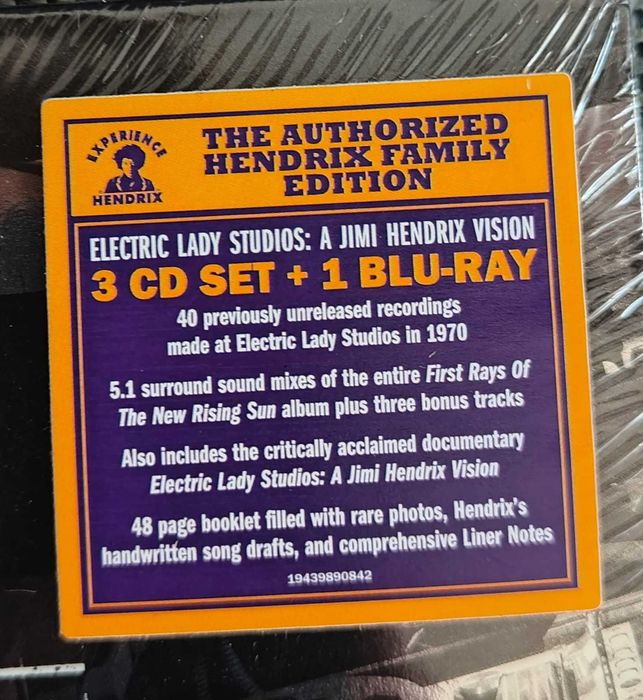 EXPERIENCE
HENDRIX
THE AUTHORIZED
HENDRIX FAMILY
EDITION
ELECTRIC LADY STUDIOS: A JIMI HENDRIX VISION
3 CD SET + 1 BLU-RAY
40 previously unreleased recordings
made at Electric Lady Studios in 1970
5.1 surround sound mixes of the entire First Rays Of
The New Rising Sun album plus three bonus tracks
Also includes the critically acclaimed documentary
Electric Lady Studios: A Jimi Hendrix Vision
48 page booklet filled with rare photos, Hendrix's
handwritten song drafts, and comprehensive Liner Notes
19439890842